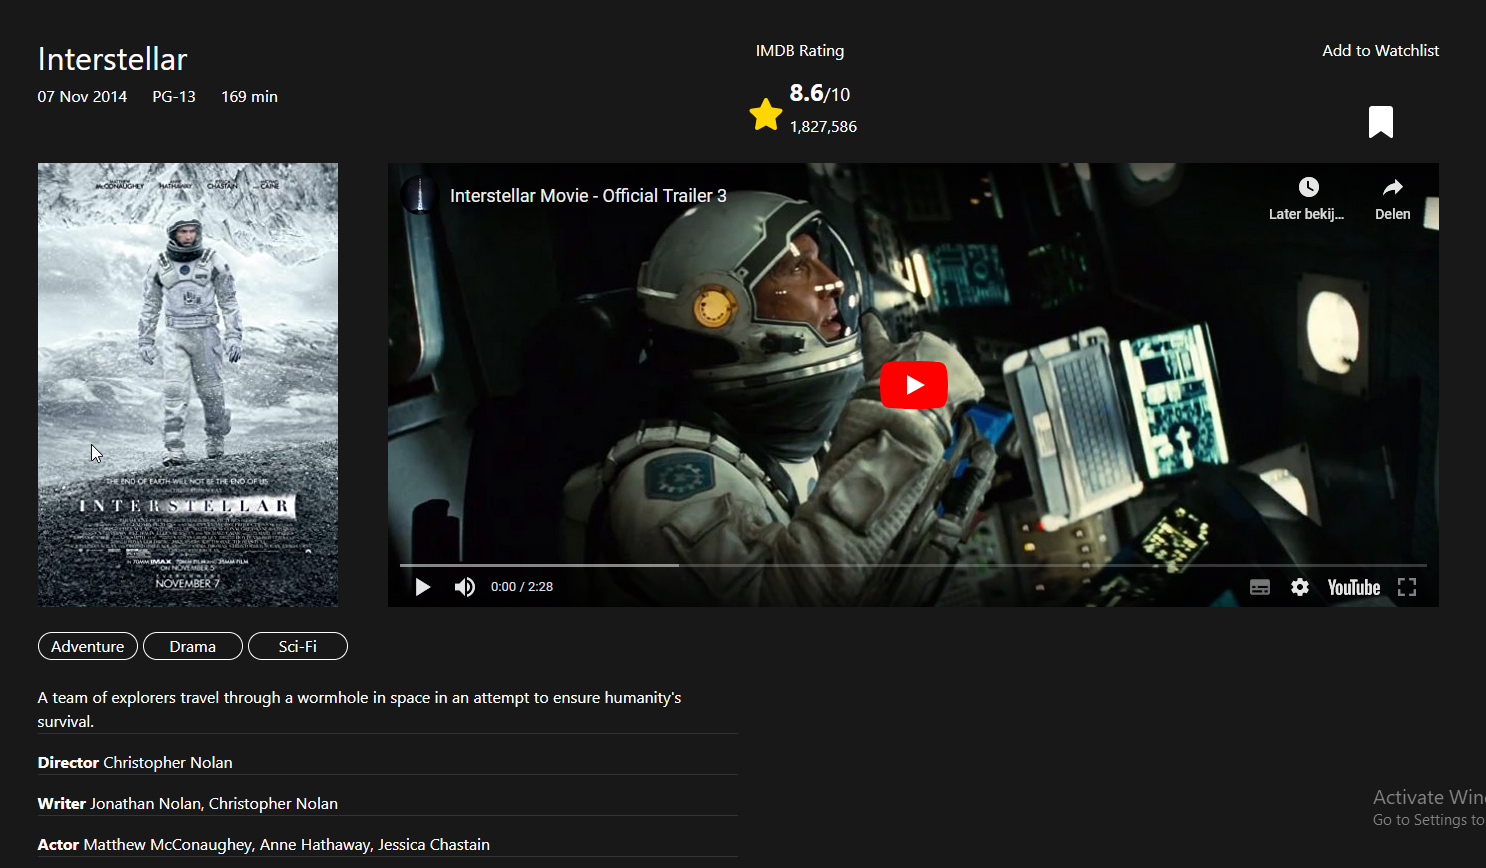 Interstellar
07 Nov 2014 PG-13 169 min
IMDB Rating
8.6/10
1,827,586
Add to Watchlist
MATTHEW McCONAUGHEY ANNE HATHAWAY JESSICA CHASTAIN AND MICHAEL CAINE
THE END OF EARTH WILL NOT BE THE END OF US
INTERSTELLAR
NOVEMBER 7
Interstellar Movie - Official Trailer 3
Later bekij...
Delen
0:00 / 2:28
YouTube
Adventure Drama Sci-Fi
A team of explorers travel through a wormhole in space in an attempt to ensure humanity's
survival.
Director Christopher Nolan
Writer Jonathan Nolan, Christopher Nolan
Actor Matthew McConaughey, Anne Hathaway, Jessica Chastain
Activate Win
Go to Settings to